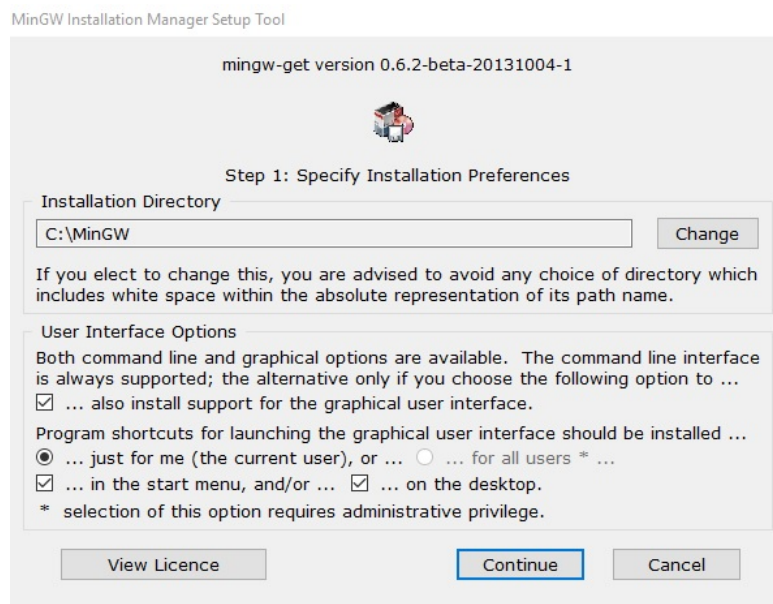 MinGW Installation Manager Setup Tool
mingw-get version 0.6.2-beta-20131004-1
Step 1: Specify Installation Preferences
Installation Directory
C:\MinGW
Change
If you elect to change this, you are advised to avoid any choice of directory which
includes white space within the absolute representation of its path name.
User Interface Options
Both command line and graphical options are available.  The command line interface
is always supported; the alternative only if you choose the following option to ...
... also install support for the graphical user interface.
Program shortcuts for launching the graphical user interface should be installed ...
... just for me (the current user), or ... ... for all users * ...
... in the start menu, and/or ... ... on the desktop.
* selection of this option requires administrative privilege.
View Licence Continue Cancel